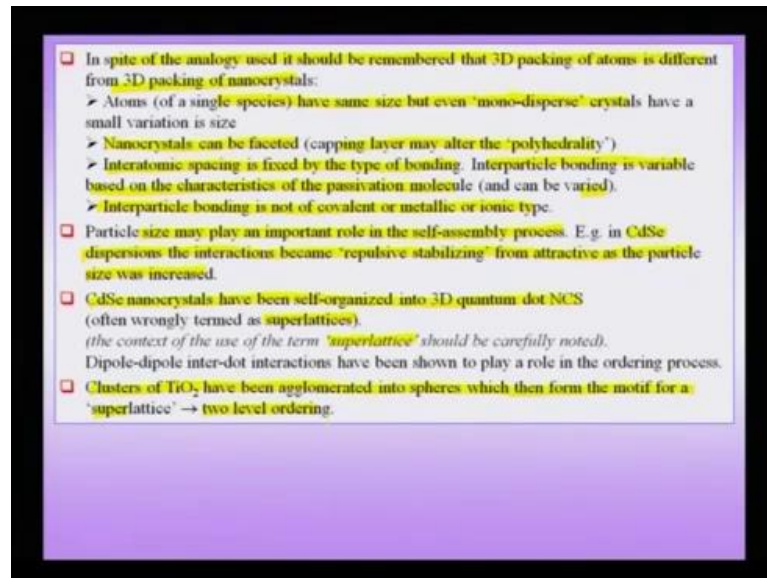 In spite of the analogy used it should be remembered that 3D packing of atoms is different
from 3D packing of nanocrystals:
➤ Atoms (of a single species) have same size but even 'mono-disperse' crystals have a
small variation is size
➤ Nanocrystals can be faceted (capping layer may alter the 'polyhedrality')
➤ Interatomic spacing is fixed by the type of bonding. Interparticle bonding is variable
based on the characteristics of the passivation molecule (and can be varied).
➤ Interparticle bonding is not of covalent or metallic or ionic type.
Particle size may play an important role in the self-assembly process. E.g. in CdSe
dispersions the interactions became 'repulsive stabilizing' from attractive as the particle
size was increased.
CdSe nanocrystals have been self-organized into 3D quantum dot NCS
(often wrongly termed as superlattices).
(the context of the use of the term 'superlattice' should be carefully noted).
Dipole-dipole inter-dot interactions have been shown to play a role in the ordering process.
Clusters of TiO₂ have been agglomerated into spheres which then form the motif for a
'superlattice' → two level ordering.